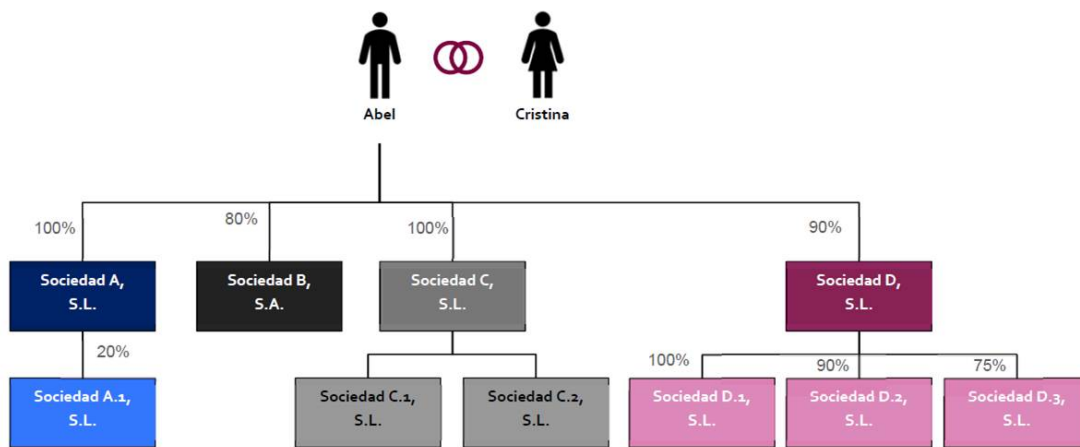 Abel
Cristina
100%
80%
100%
90%
Sociedad A,
S.L.
Sociedad B,
S.A.
Sociedad C,
S.L.
Sociedad D,
S.L.
20%
100%
90%
75%
Sociedad A.1,
S.L.
Sociedad C.1,
S.L.
Sociedad C.2,
S.L.
Sociedad D.1,
S.L.
Sociedad D.2,
S.L.
Sociedad D.3,
S.L.